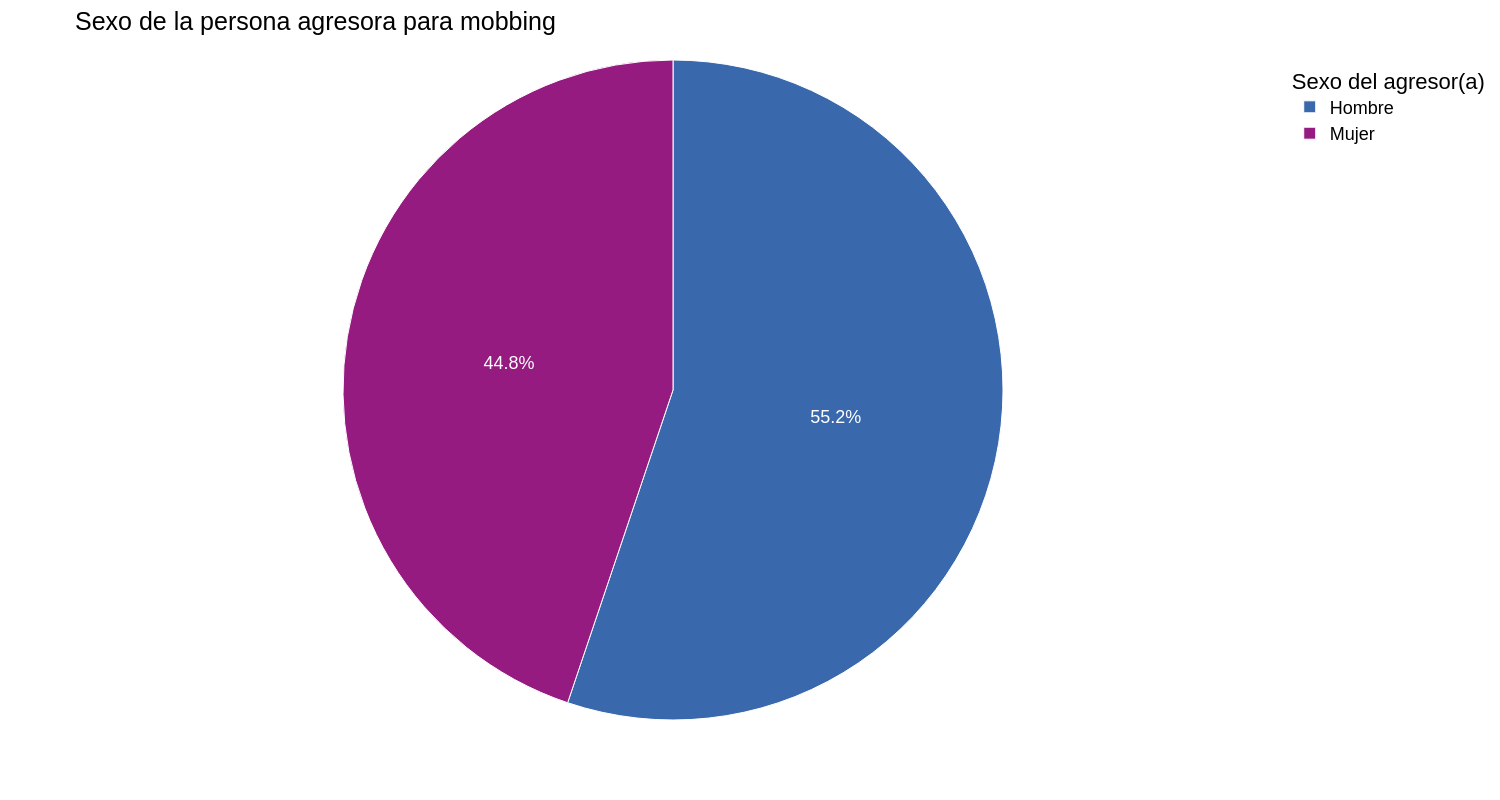 Sexo de la persona agresora para mobbing
Sexo del agresor(a)
Hombre
Mujer
44.8%
55.2%